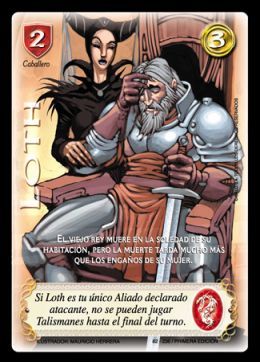 2
3
Caballero
LOTH
EL VIEJO REY MUERE EN LA SOLEDAD DE SU
HABITACIÓN, PERO LA MUERTE TARDA MUCHO MÁS
QUE LOS ENGAÑOS DE SU MUJER.
Si Loth es tu único Aliado declarado
atacante, no se pueden jugar
Talismanes hasta el final del turno.
ILUSTRADOR: MAURICIO HERRERA
PRIMERA EDICIÓN